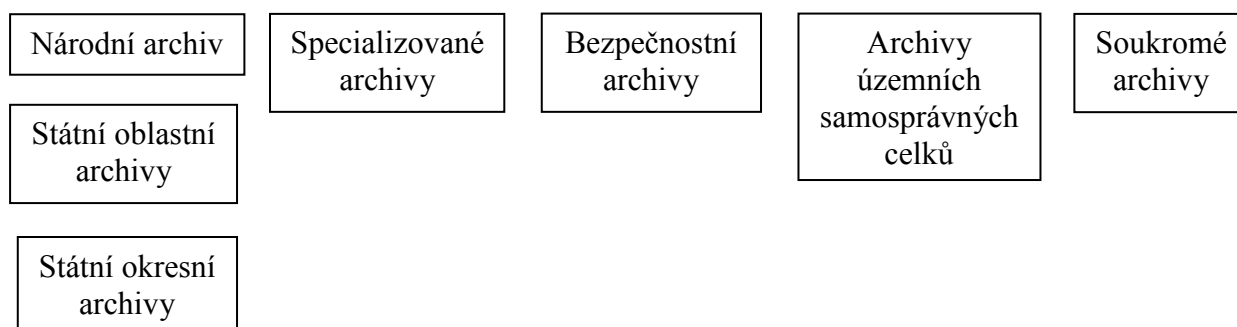 Národní archiv
Specializované
archivy
Bezpečnostní
archivy
Archivy
územních
samosprávných
celků
Soukromé
archivy
Státní oblastní
archivy
Státní okresní
archivy